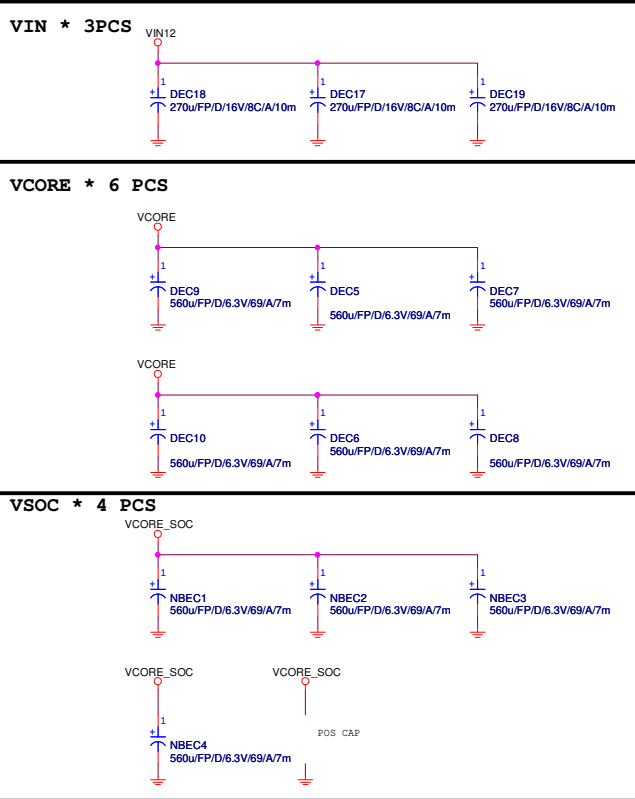 VIN * 3PCS
VIN12
1
1
1
+
+
+
DEC18
DEC17
DEC19
270u/FP/D/16V/8C/A/10m
270u/FP/D/16V/8C/A/10m
270u/FP/D/16V/8C/A/10m
VCORE * 6 PCS
VCORE
1
1
1
+
+
+
DEC9
DEC5
DEC7
560u/FP/D/6.3V/69/A/7m
560u/FP/D/6.3V/69/A/7m
560u/FP/D/6.3V/69/A/7m
VCORE
1
1
1
+
+
+
DEC10
DEC6
DEC8
560u/FP/D/6.3V/69/A/7m
560u/FP/D/6.3V/69/A/7m
560u/FP/D/6.3V/69/A/7m
VSOC * 4 PCS
VCORE_SOC
1
1
1
+
+
+
NBEC1
NBEC2
NBEC3
560u/FP/D/6.3V/69/A/7m
560u/FP/D/6.3V/69/A/7m
560u/FP/D/6.3V/69/A/7m
VCORE_SOC
VCORE_SOC
1
+
POS CAP
NBEC4
560u/FP/D/6.3V/69/A/7m